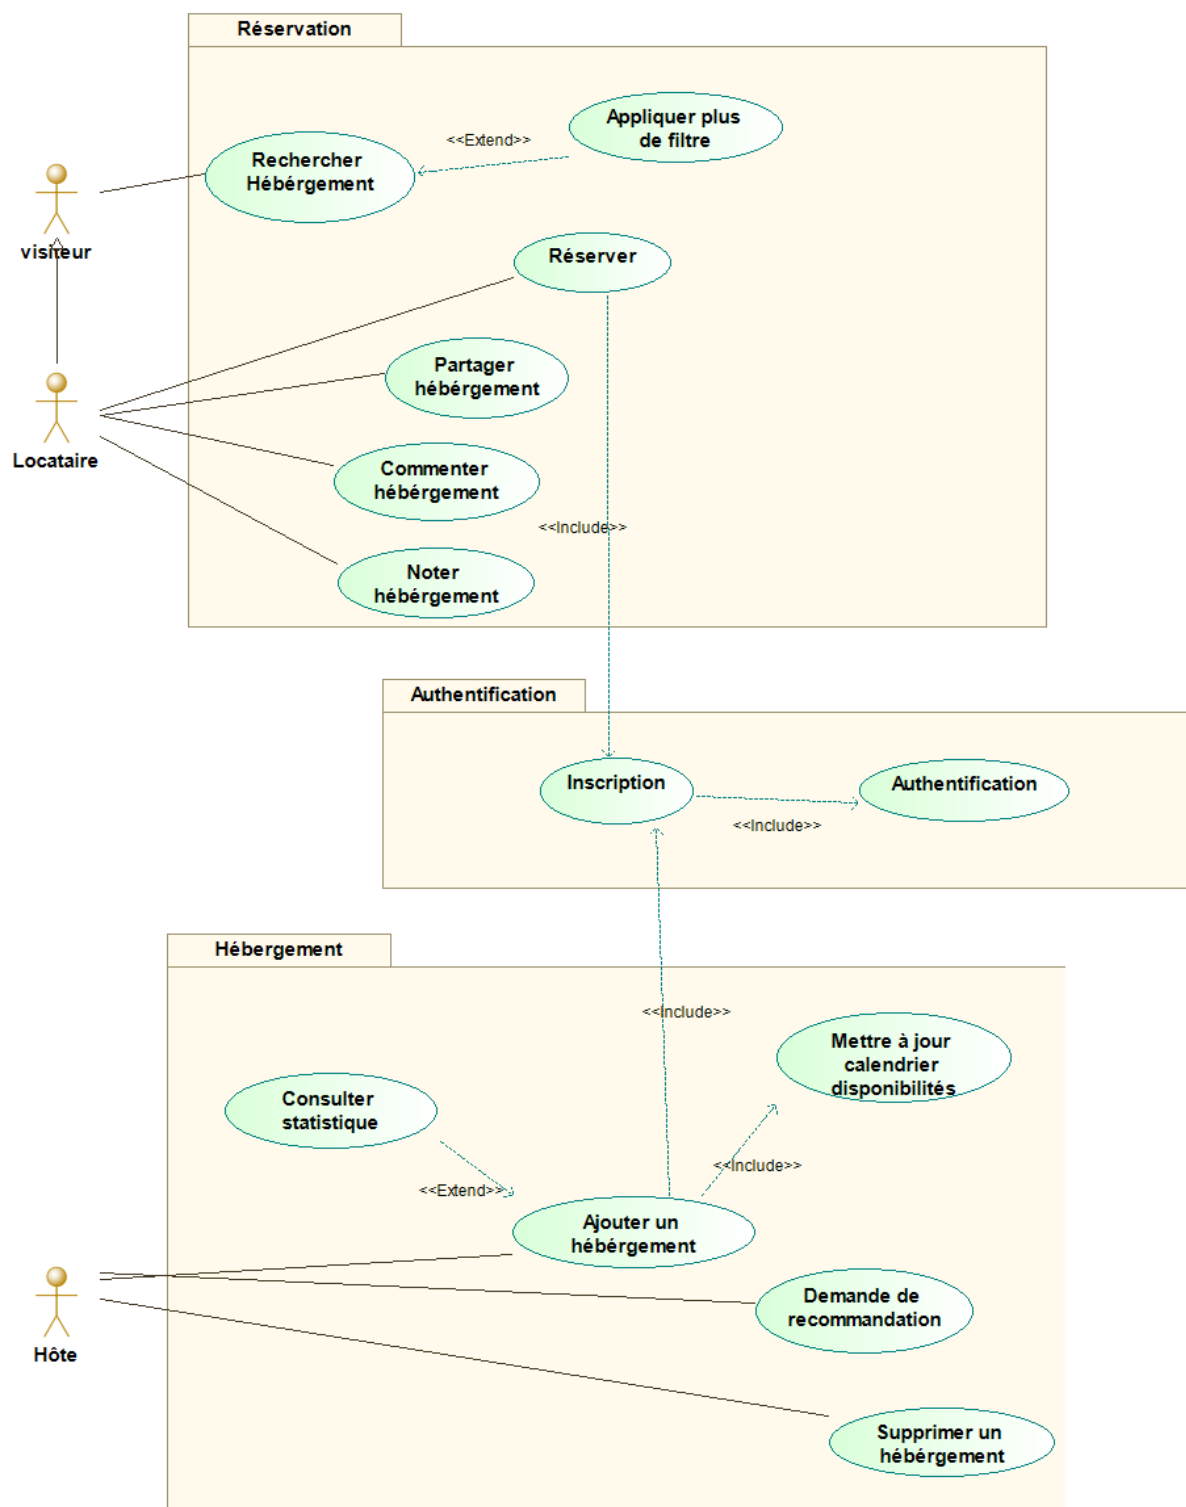 Réservation
Appliquer plus
de filtre
<<Extend>>
Rechercher
Hébérgement
visiteur
Réserver
Partager
hébérgement
Locataire
Commenter
hébérgement
<<Include>>
Noter
hébérgement
Authentification
Inscription
Authentification
<<Include>>
Hébergement
<<Include>>
Mettre à jour
calendrier
disponibilités
Consulter
statistique
<<Include>>
<<Extend>>
Ajouter un
hébérgement
Demande de
recommandation
Hôte
Supprimer un
hébérgement